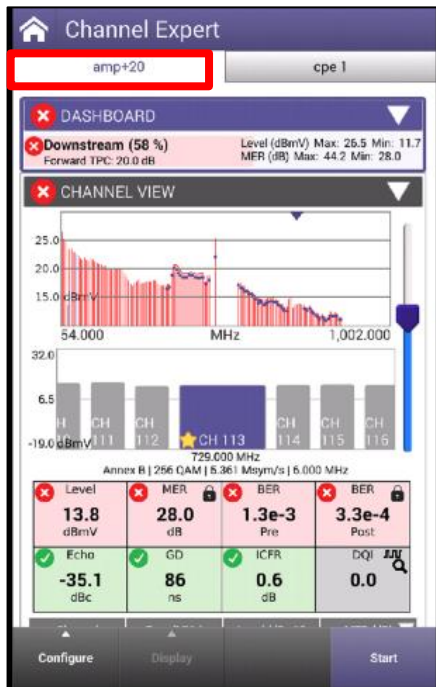 Channel Expert
amp+20
cpe 1
DASHBOARD
Downstream (58 %)
Level (dBmV) Max: 26.5 Min: 11.7
Forward TPC: 20.0 dB
MER (dB) Max: 44.2 Min: 28.0
CHANNEL VIEW
25.0
20.0
15.0 dBmV
54.000 MHz 1,002.000
32.0
6.5
CH CH CH CH CH
-19.0 dBmV 111 112 CH 113 114 115 116
729.000 MHz
Annex B | 256 QAM | 5.361 Msym/s | 6.000 MHz
Level MER BER BER
13.8 28.0 1.3e-3 3.3e-4
dBmV dB Pre Post
Echo GD ICFR DQI
-35.1 86 0.6 0.0
dBc ns dB
Configure Display Start